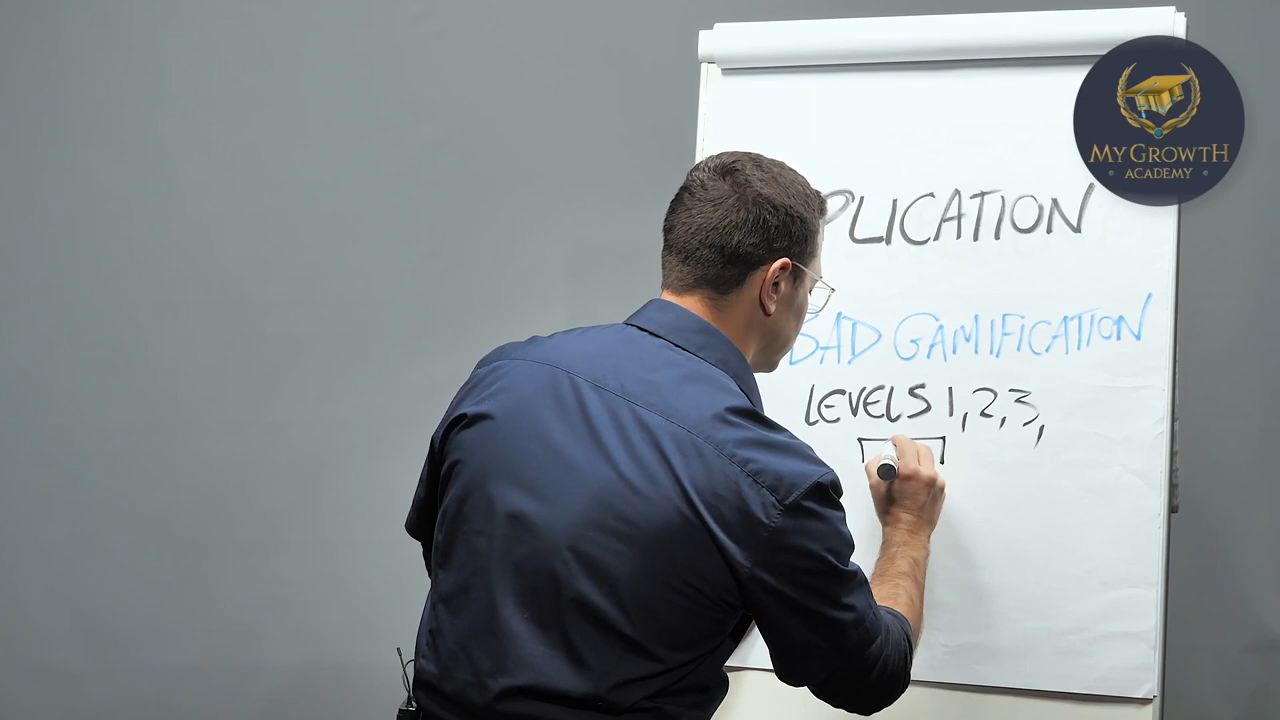 MY GROWTH
ACADEMY
PLICATION
BAD GAMIFICATION
LEVELS 1,2,3,